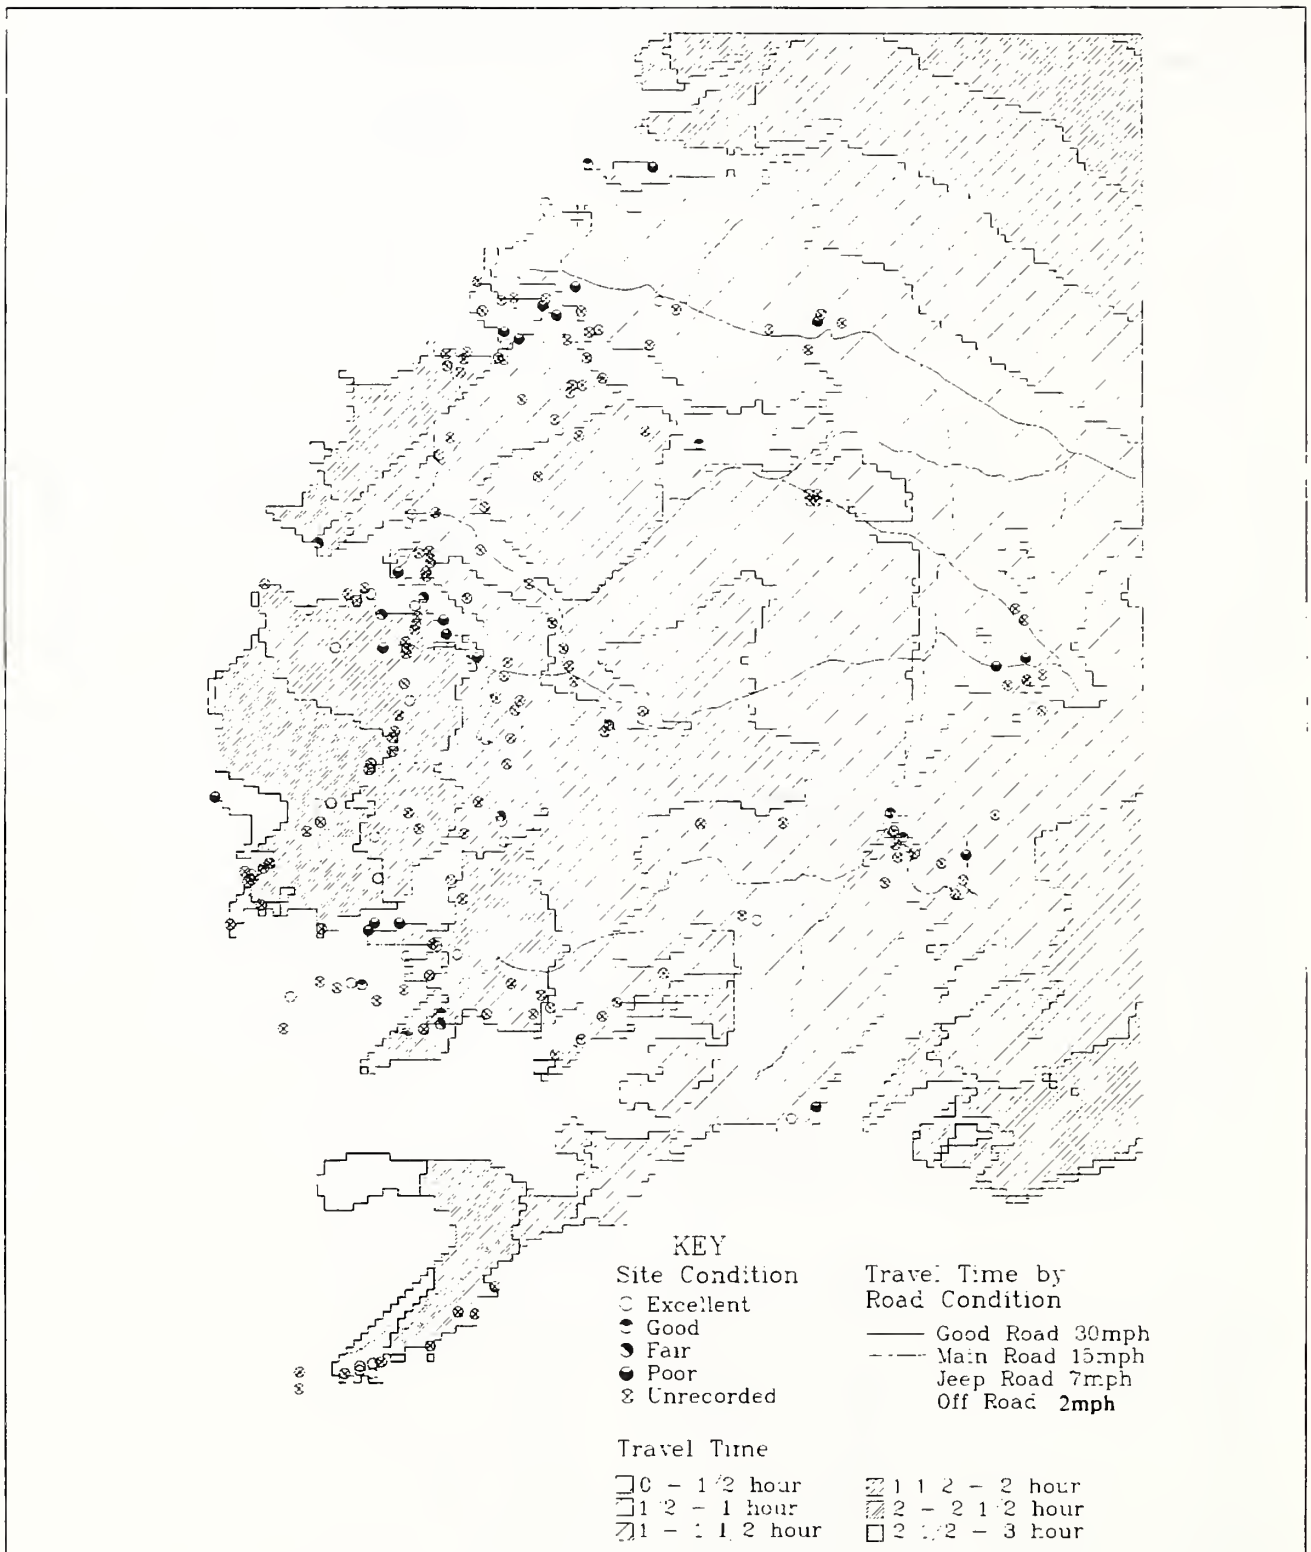 KEY
Site Condition
Excellent
Good
Fair
Poor
Unrecorded
Travel Time by
Road Condition
Good Road 30mph
Main Road 15mph
Jeep Road 7mph
Off Road 2mph
Travel Time
0 - 1/2 hour
1/2 - 1 hour
1 - 1 1/2 hour
1 1/2 - 2 hour
2 - 2 1/2 hour
2 1/2 - 3 hour